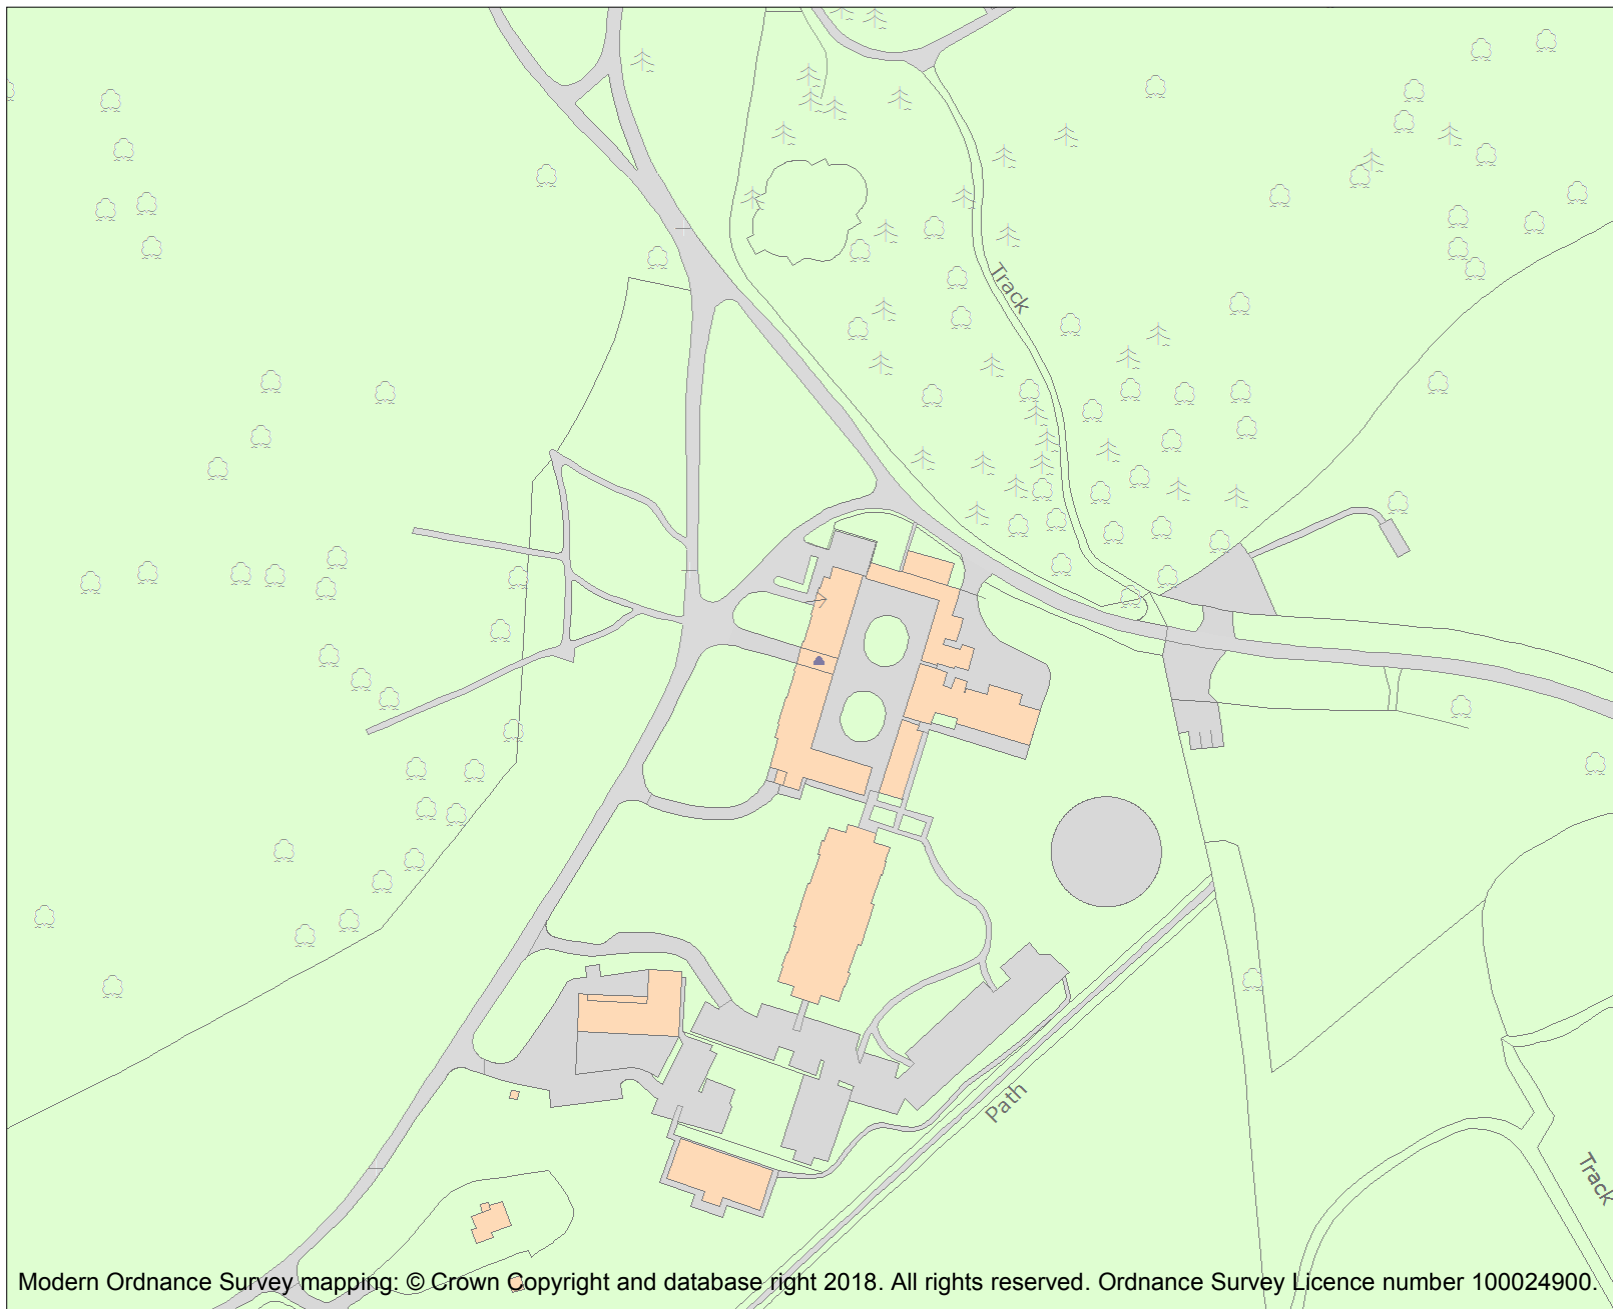 Track
Path
Track
Modern Ordnance Survey mapping: © Crown Copyright and database right 2018. All rights reserved. Ordnance Survey Licence number 100024900.